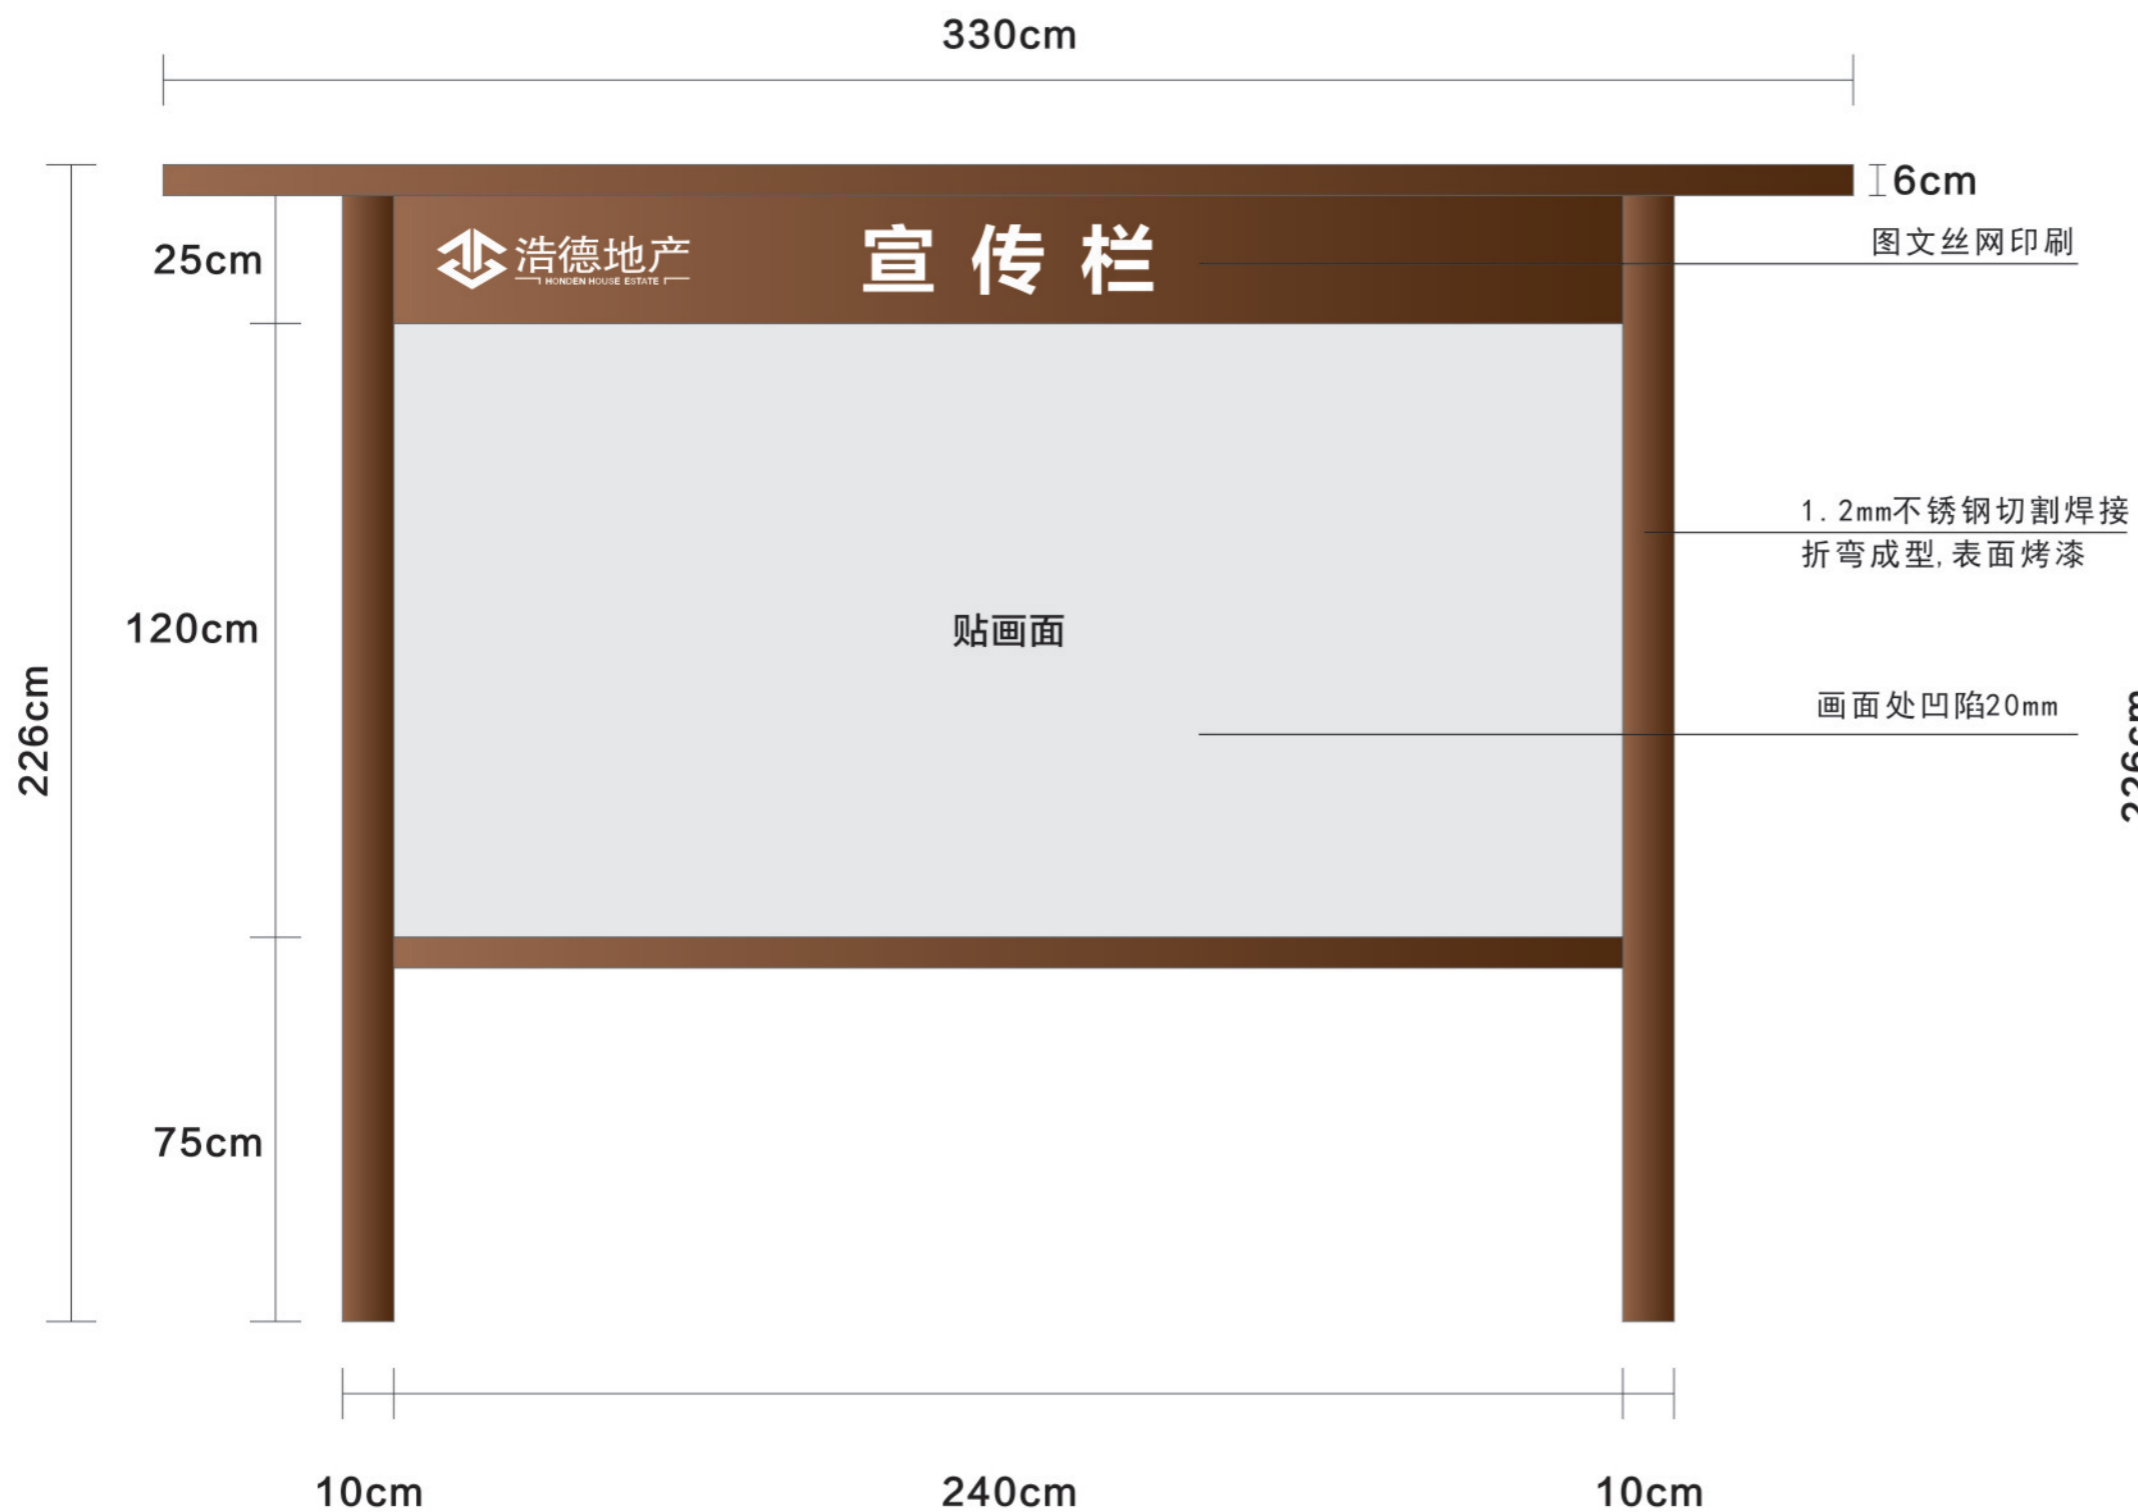 330cm
6cm
25cm
浩德地产
HONDEN HOUSE ESTATE
宣传栏
图文丝网印刷
1.2mm不锈钢切割焊接
折弯成型,表面烤漆
120cm
贴画面
226cm
画面处凹陷20mm
226cm
75cm
10cm
240cm
10cm